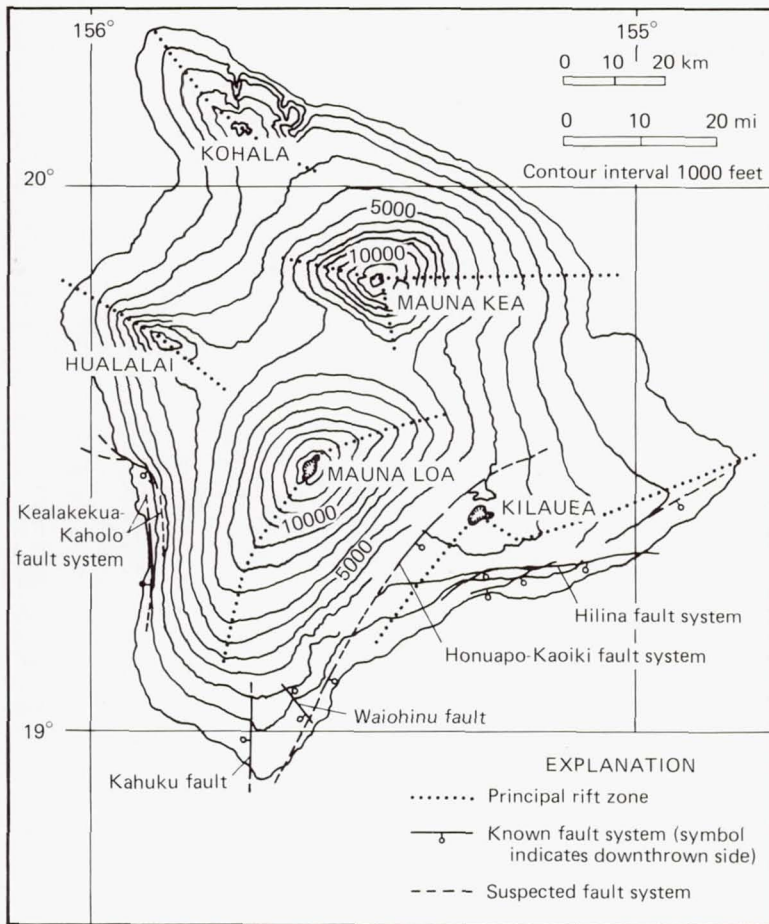 156°
155°
0 10 20 km
0 10 20 mi
Contour interval 1000 feet
KOHALA
20°
5000
10000
MAUNA KEA
HUALALAI
MAUNA LOA
KILAUEA
10000
Kealakekua-
Kaholo
fault system
5000
Hilina fault system
Honuapo-Kaoiki fault system
Waiohinu fault
19°
Kahuku fault
EXPLANATION
Principal rift zone
Known fault system (symbol
indicates downthrown side)
Suspected fault system